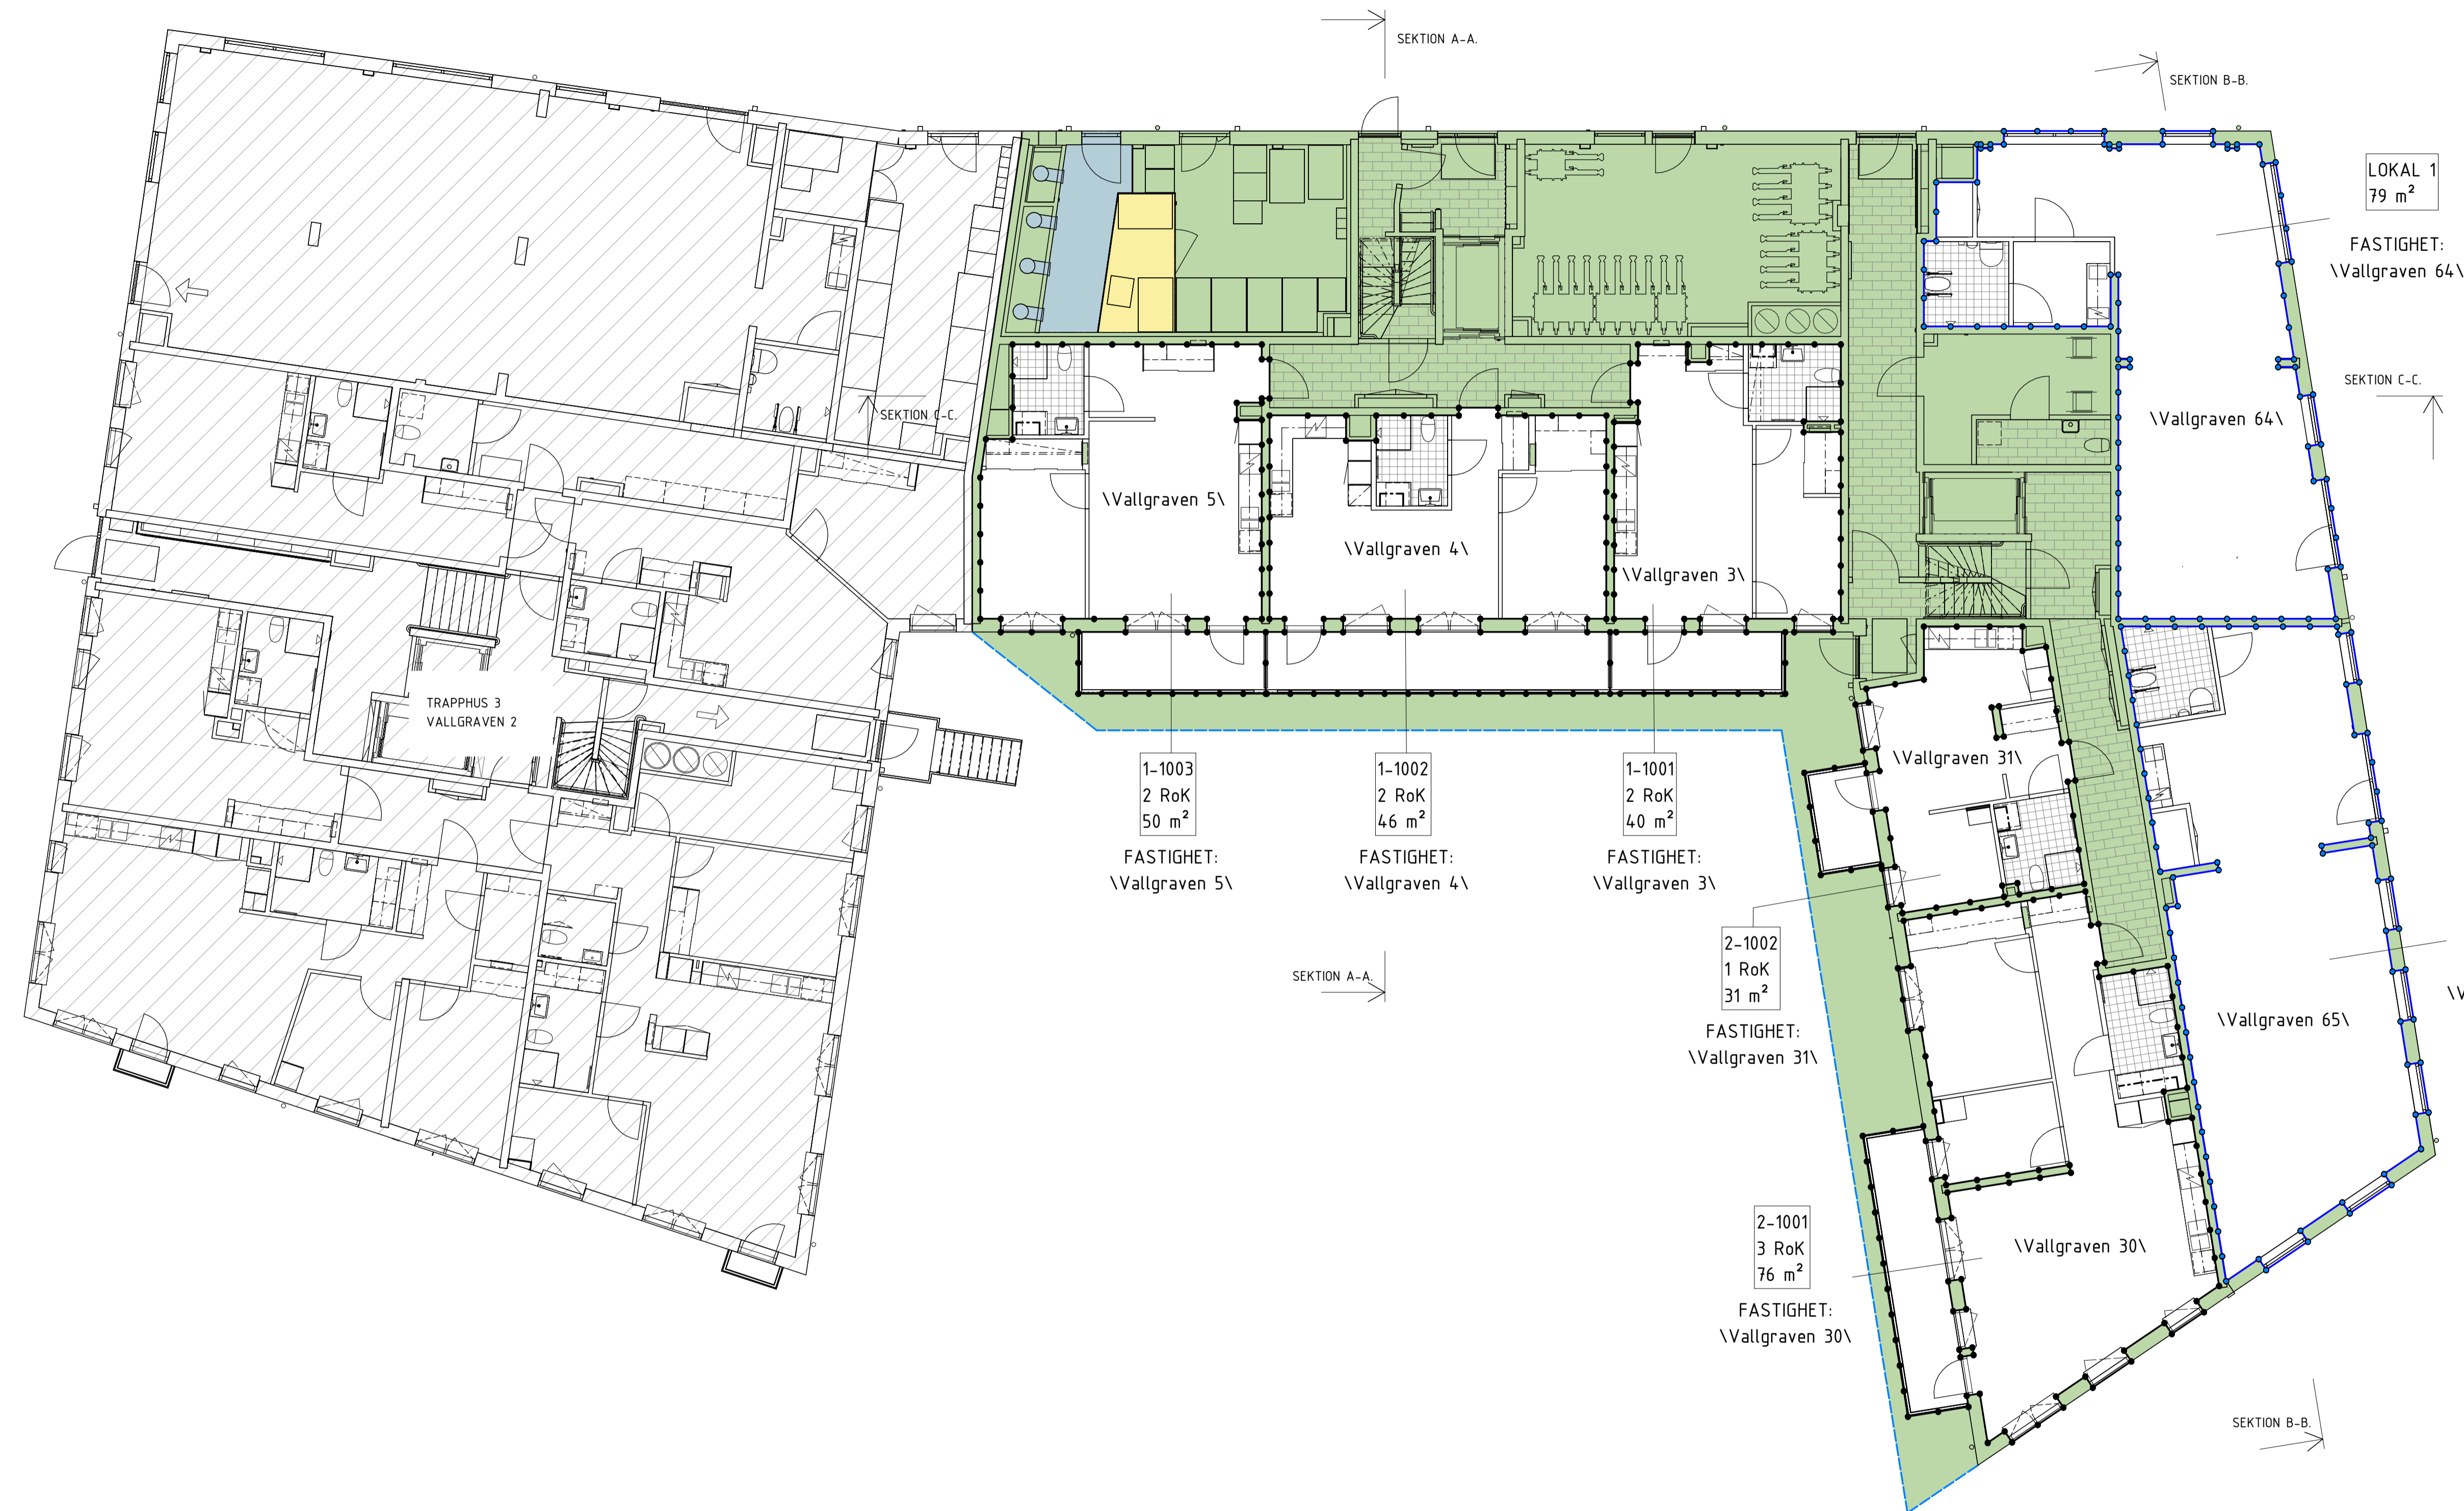 SEKTION A-A.
SEKTION B-B.
LOKAL 1
79 m²
FASTIGHET:
\Vallgraven 64\
SEKTION C-C.
SEKTION C-C.
\Vallgraven 64\
\Vallgraven 5\
\Vallgraven 4\
\Vallgraven 3\
TRAPPHUS 3
VALLGRAVEN 2
\Vallgraven 31\
1-1003
2 RoK
50 m²
FASTIGHET:
\Vallgraven 5\
1-1002
2 RoK
46 m²
FASTIGHET:
\Vallgraven 4\
1-1001
2 RoK
40 m²
FASTIGHET:
\Vallgraven 3\
2-1002
1 RoK
31 m²
FASTIGHET:
\Vallgraven 31\
SEKTION A-A.
\V
\Vallgraven 65\
2-1001
3 RoK
76 m²
FASTIGHET:
\Vallgraven 30\
\Vallgraven 30\
SEKTION B-B.